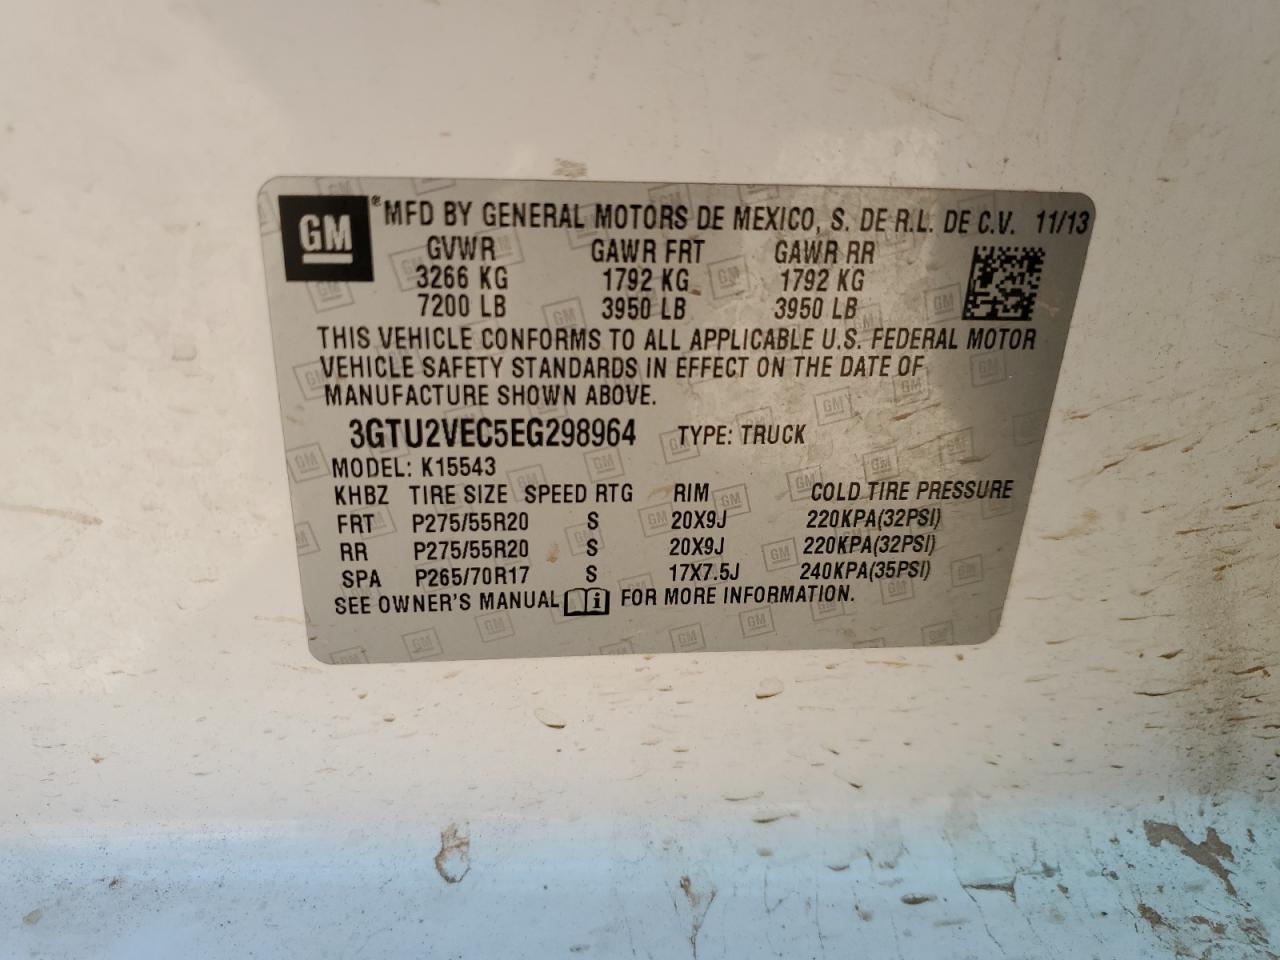 GM ® MFD BY GENERAL MOTORS DE MEXICO, S. DE R.L. DE C.V. 11/13
GVWR GAWR FRT GAWR RR
3266 KG 1792 KG 1792 KG
7200 LB 3950 LB 3950 LB
THIS VEHICLE CONFORMS TO ALL APPLICABLE U.S. FEDERAL MOTOR
VEHICLE SAFETY STANDARDS IN EFFECT ON THE DATE OF
MANUFACTURE SHOWN ABOVE.
3GTU2VEC5EG298964 TYPE: TRUCK
MODEL: K15543
KHBZ TIRE SIZE SPEED RTG RIM COLD TIRE PRESSURE
FRT P275/55R20 S 20X9J 220KPA(32PSI)
RR P275/55R20 S 20X9J 220KPA(32PSI)
SPA P265/70R17 S 17X7.5J 240KPA(35PSI)
SEE OWNER'S MANUAL i FOR MORE INFORMATION.